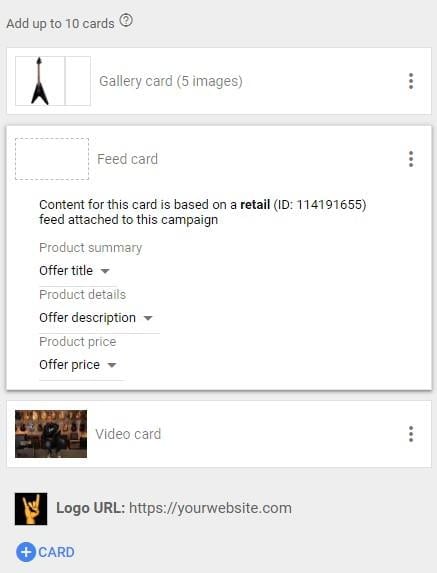 Add up to 10 cards ?
Gallery card (5 images)
Feed card
Content for this card is based on a retail (ID: 114191655)
feed attached to this campaign
Product summary
Offer title
Product details
Offer description
Product price
Offer price
Video card
Logo URL: https://yourwebsite.com
+ CARD